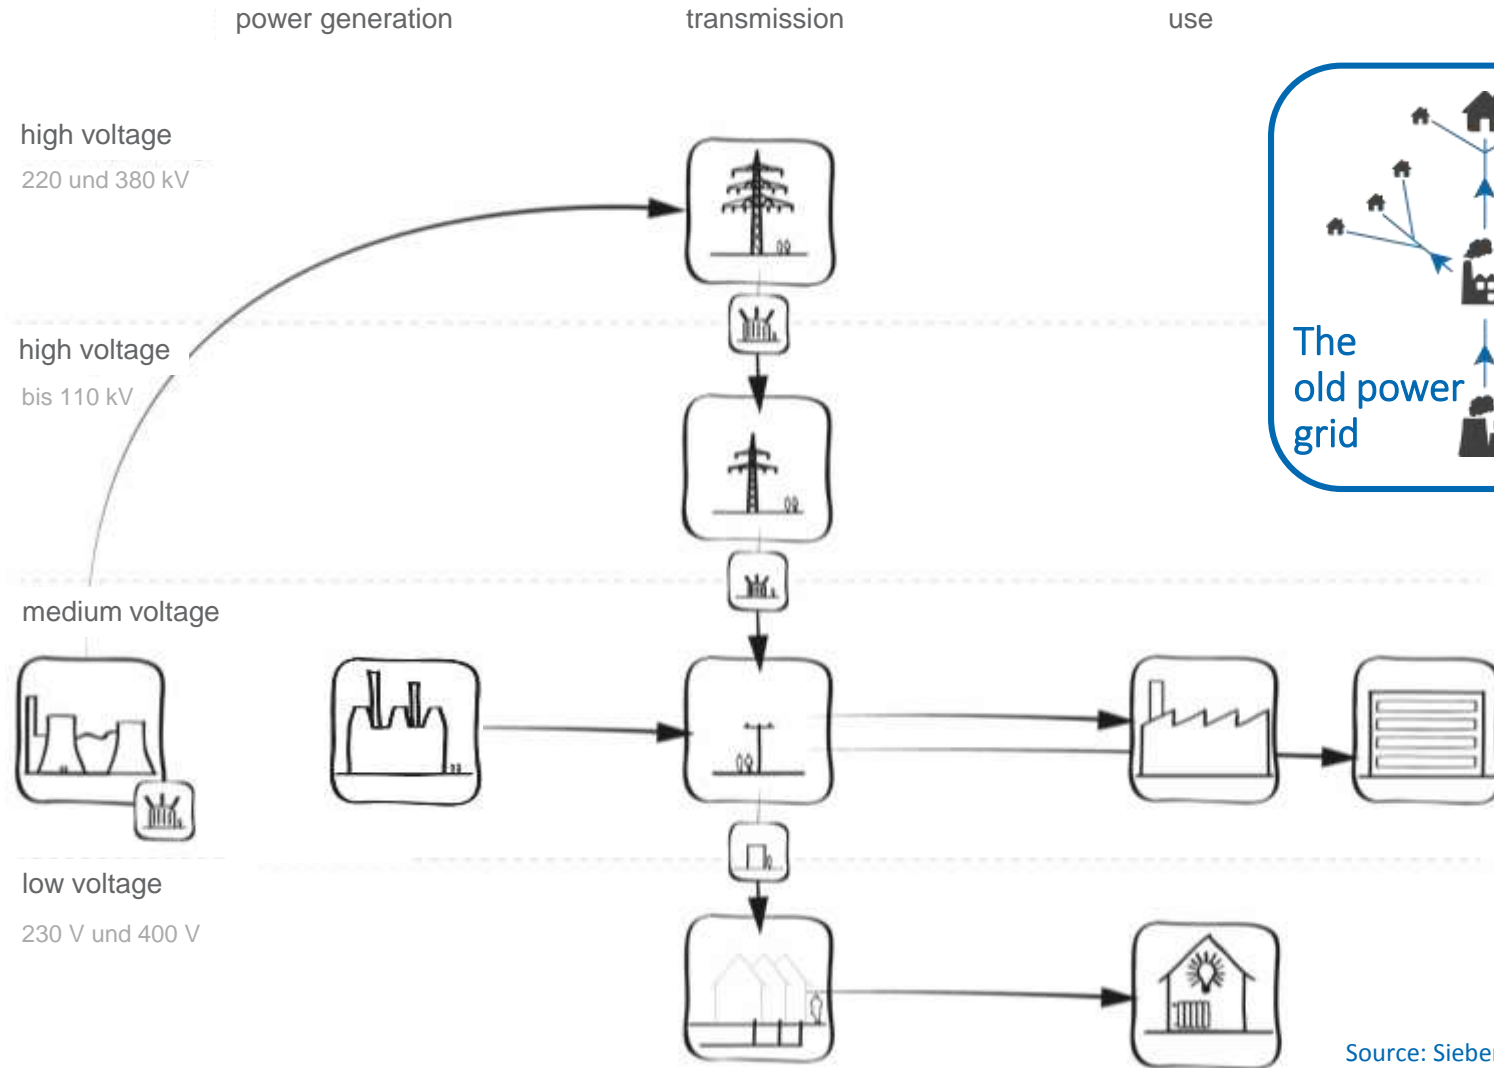 power generation
transmission
use
high voltage
220 und 380 kV
high voltage
bis 110 kV
The
old power
grid
medium voltage
low voltage
230 V und 400 V
Source: